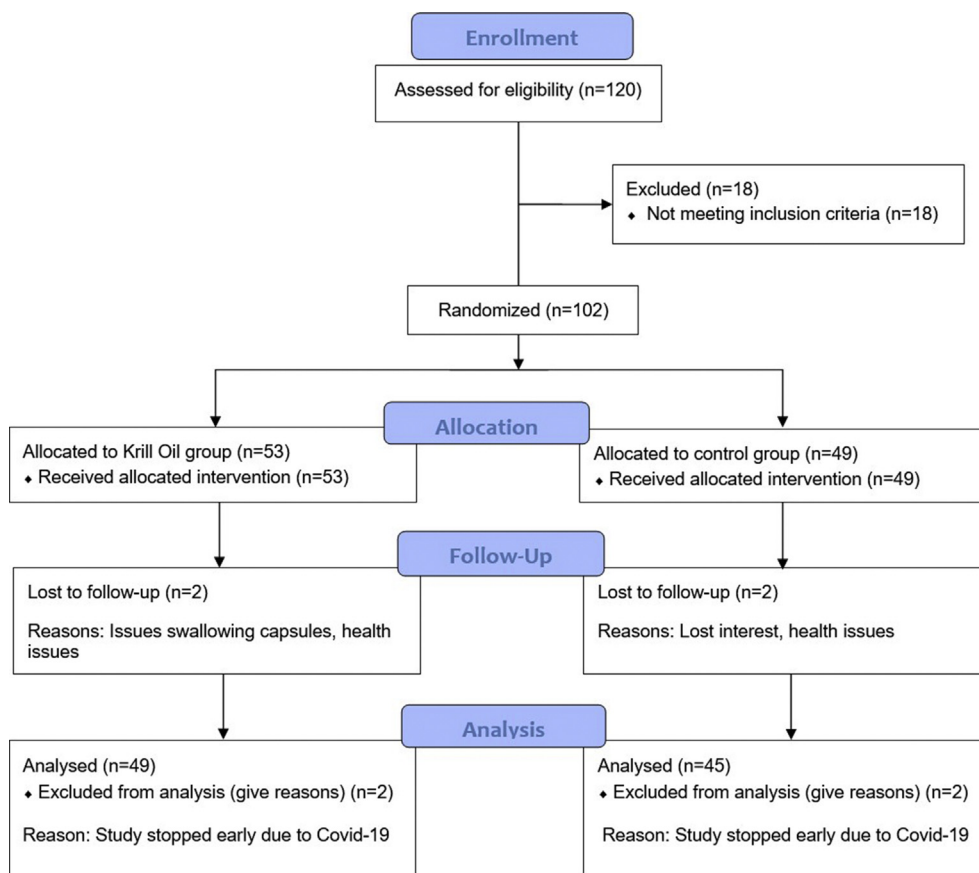 Enrollment
Assessed for eligibility (n=120)
Excluded (n=18)
⬥ Not meeting inclusion criteria (n=18)
Randomized (n=102)
Allocation
Allocated to Krill Oil group (n=53)
⬥ Received allocated intervention (n=53)
Allocated to control group (n=49)
⬥ Received allocated intervention (n=49)
Follow-Up
Lost to follow-up (n=2)
Reasons: Issues swallowing capsules, health
issues
Lost to follow-up (n=2)
Reasons: Lost interest, health issues
Analysis
Analysed (n=49)
⬥ Excluded from analysis (give reasons) (n=2)
Reason: Study stopped early due to Covid-19
Analysed (n=45)
⬥ Excluded from analysis (give reasons) (n=2)
Reason: Study stopped early due to Covid-19